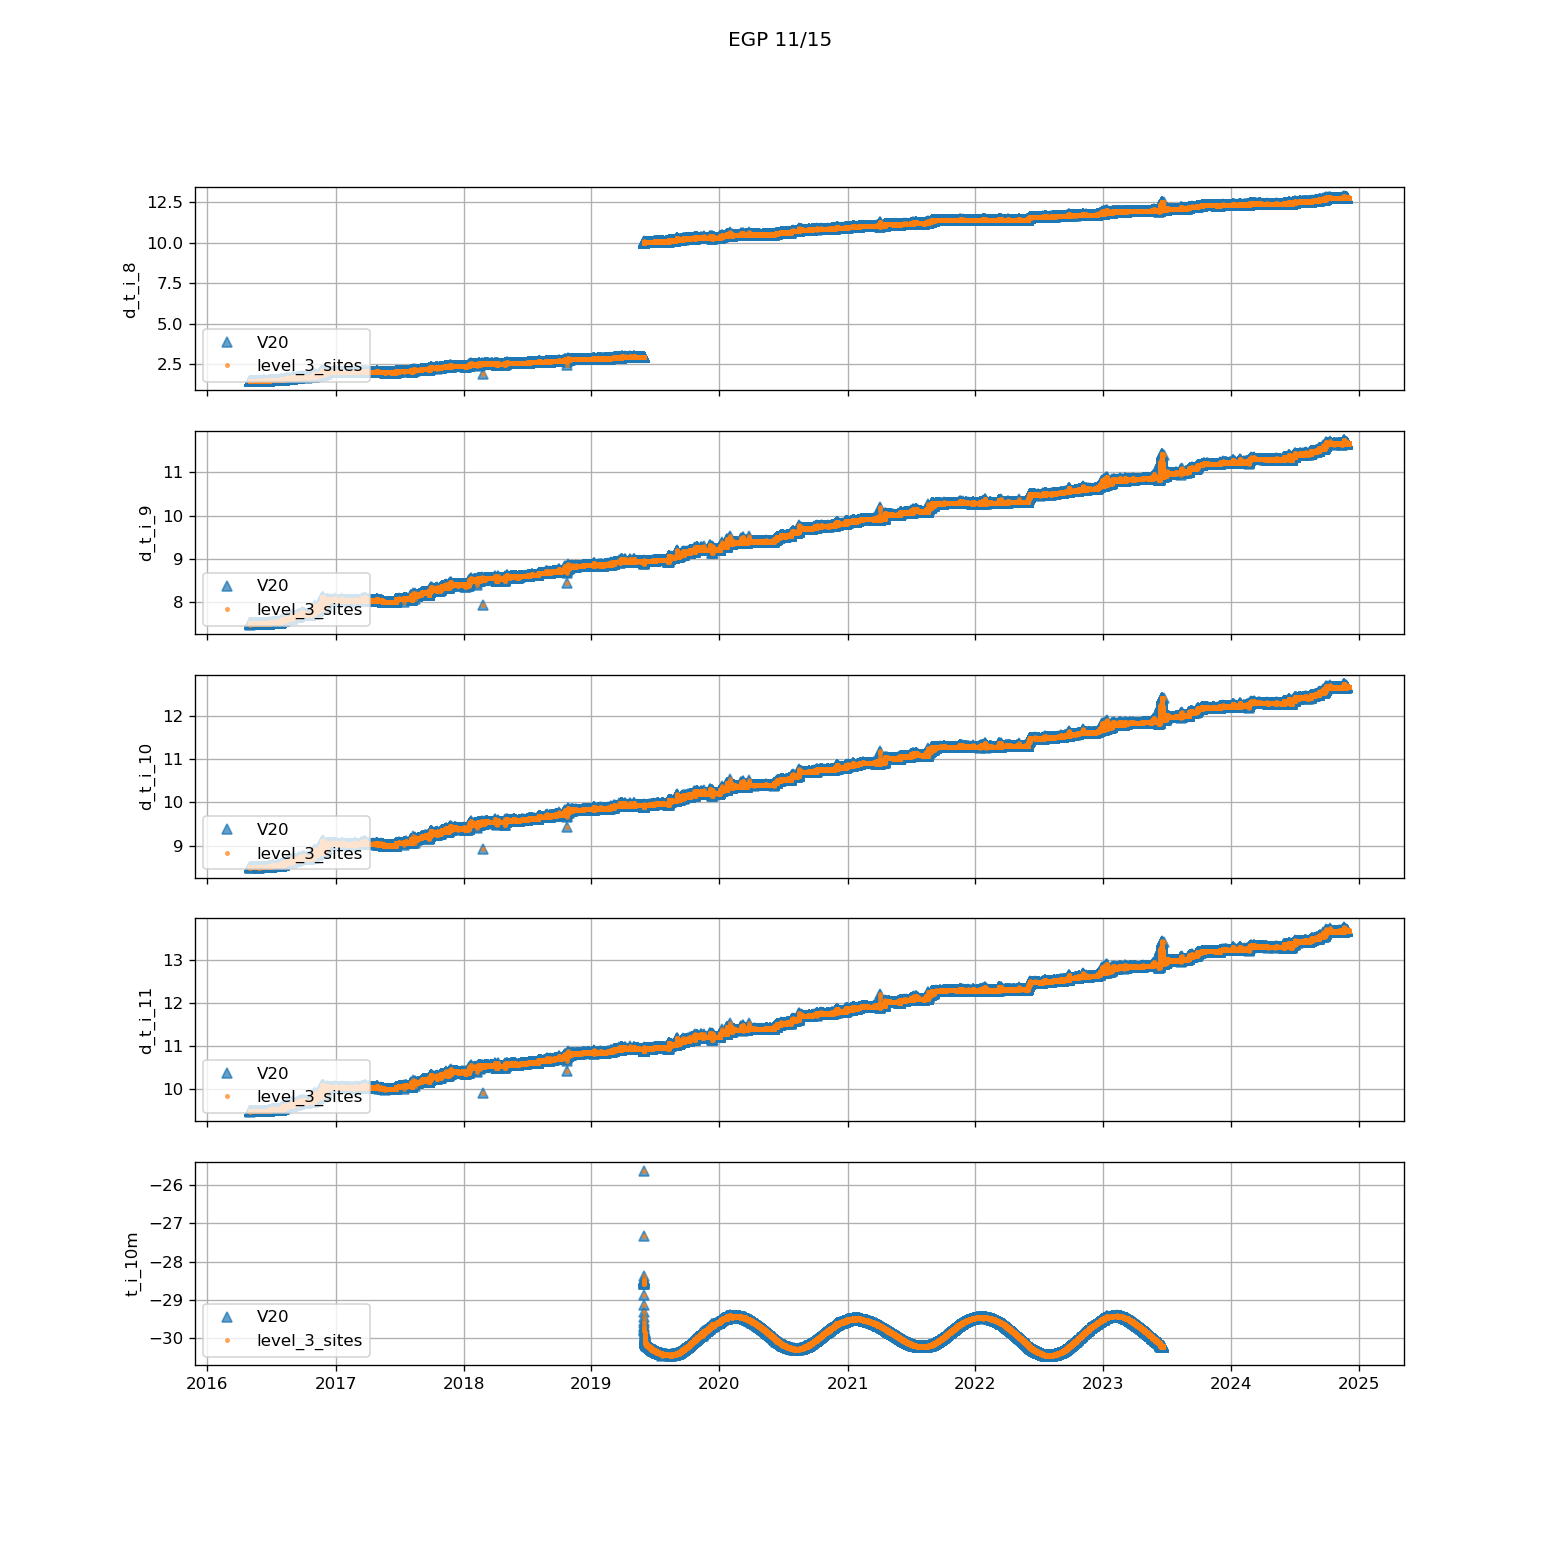 EGP 11/15
12.5
10.0
7.5
5.0
2.5
d_t_i_8
V20
level_3_sites
11
10
9
8
d_t_i_9
V20
level_3_sites
12
11
10
9
d_t_i_10
V20
level_3_sites
13
12
11
10
d_t_i_11
V20
level_3_sites
−26
−27
−28
−29
−30
t_i_10m
V20
level_3_sites
2016 2017 2018 2019 2020 2021 2022 2023 2024 2025